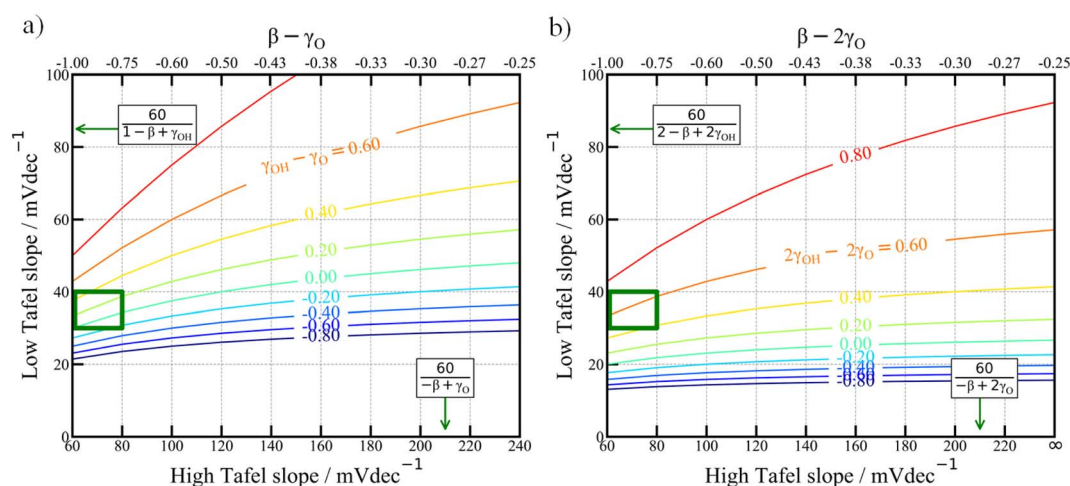 a)
β − γO
-1.00 -0.75 -0.60 -0.50 -0.43 -0.38 -0.33 -0.30 -0.27 -0.25
100
80
60
40
20
0
Low Tafel slope / mVdec⁻¹
60
1−β+γOH
γOH − γO = 0.60
0.40
0.20
0.00
-0.20
-0.40
-0.60
-0.80
60
−β+γO
60 80 100 120 140 160 180 200 220 240
High Tafel slope / mVdec⁻¹
b)
β − 2γO
-1.00 -0.75 -0.60 -0.50 -0.43 -0.38 -0.33 -0.30 -0.27 -0.25
100
80
60
40
20
0
Low Tafel slope / mVdec⁻¹
60
2−β+2γOH
0.80
2γOH − 2γO = 0.60
0.40
0.20
0.00
-0.20
-0.40
-0.60
-0.80
60
−β+2γO
60 80 100 120 140 160 180 200 220 ∞
High Tafel slope / mVdec⁻¹